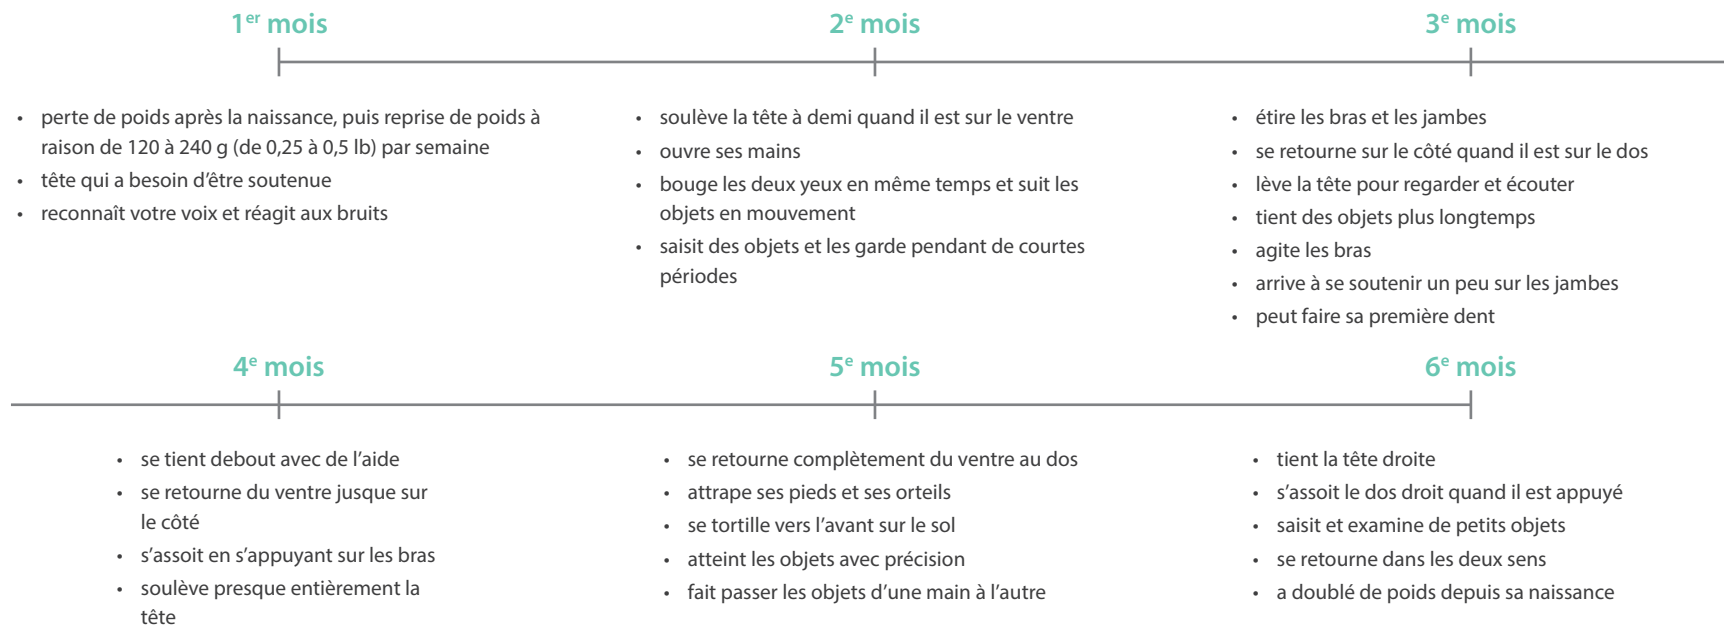 1er mois
• perte de poids après la naissance, puis reprise de poids à
raison de 120 à 240 g (de 0,25 à 0,5 lb) par semaine
• tête qui a besoin d’être soutenue
• reconnaît votre voix et réagit aux bruits
2e mois
• soulève la tête à demi quand il est sur le ventre
• ouvre ses mains
• bouge les deux yeux en même temps et suit les
objets en mouvement
• saisit des objets et les garde pendant de courtes
périodes
3e mois
• étire les bras et les jambes
• se retourne sur le côté quand il est sur le dos
• lève la tête pour regarder et écouter
• tient des objets plus longtemps
• agite les bras
• arrive à se soutenir un peu sur les jambes
• peut faire sa première dent
4e mois
• se tient debout avec de l’aide
• se retourne du ventre jusque sur
le côté
• s’assoit en s’appuyant sur les bras
• soulève presque entièrement la
tête
5e mois
• se retourne complètement du ventre au dos
• attrape ses pieds et ses orteils
• se tortille vers l’avant sur le sol
• atteint les objets avec précision
• fait passer les objets d’une main à l’autre
6e mois
• tient la tête droite
• s’assoit le dos droit quand il est appuyé
• saisit et examine de petits objets
• se retourne dans les deux sens
• a doublé de poids depuis sa naissance